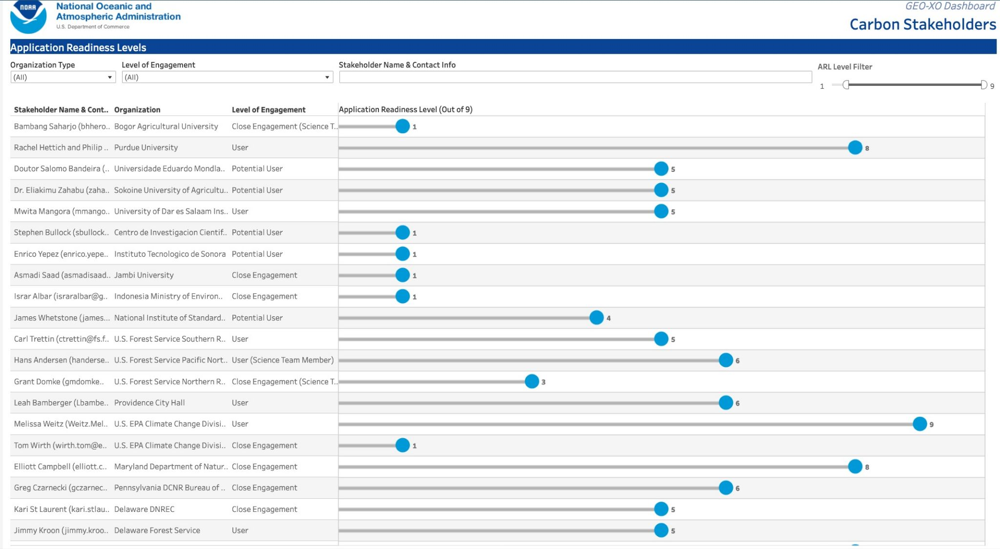 NOAA
National Oceanic and
Atmospheric Administration
U.S. Department of Commerce
GEO-XO Dashboard
Carbon Stakeholders
Application Readiness Levels
Organization Type Level of Engagement Stakeholder Name & Contact Info ARL Level Filter
(All) (All)
1 9
Stakeholder Name & Cont.. Organization Level of Engagement Application Readiness Level (Out of 9)
Bambang Saharjo (bhhero.. Bogor Agricultural University Close Engagement (Science T.. 1
Rachel Hettich and Philip .. Purdue University User 8
Doutor Salomo Bandeira (.. Universidade Eduardo Mondla.. Potential User 5
Dr. Eliakimu Zahabu (zaha.. Sokoine University of Agricultu.. Potential User 5
Mwita Mangora (mmango.. University of Dar es Salaam Ins.. User 5
Stephen Bullock (sbullock.. Centro de Investigacion Cientif.. Potential User 1
Enrico Yepez (enrico.yepe.. Instituto Tecnologico de Sonora Potential User 1
Asmadi Saad (asmadisaad.. Jambi University Close Engagement 1
Israr Albar (israralbar@g.. Indonesia Ministry of Environ.. Close Engagement 1
James Whetstone (james... National Institute of Standard.. Potential User 4
Carl Trettin (ctrettin@fs.f.. U.S. Forest Service Southern R.. User 5
Hans Andersen (handerse.. U.S. Forest Service Pacific Nort.. User (Science Team Member) 6
Grant Domke (gmdomke.. U.S. Forest Service Northern R.. Close Engagement (Science T.. 3
Leah Bamberger (Lbambe.. Providence City Hall User 6
Melissa Weitz (Weitz.Mel.. U.S. EPA Climate Change Divisi.. User 9
Tom Wirth (wirth.tom@e.. U.S. EPA Climate Change Divisi.. Close Engagement 1
Elliott Campbell (elliott.c.. Maryland Department of Natur.. Close Engagement 8
Greg Czarnecki (gczarnec.. Pennsylvania DCNR Bureau of .. Close Engagement 6
Kari St Laurent (kari.stlau.. Delaware DNREC Close Engagement 5
Jimmy Kroon (jimmy.kroo.. Delaware Forest Service User 5